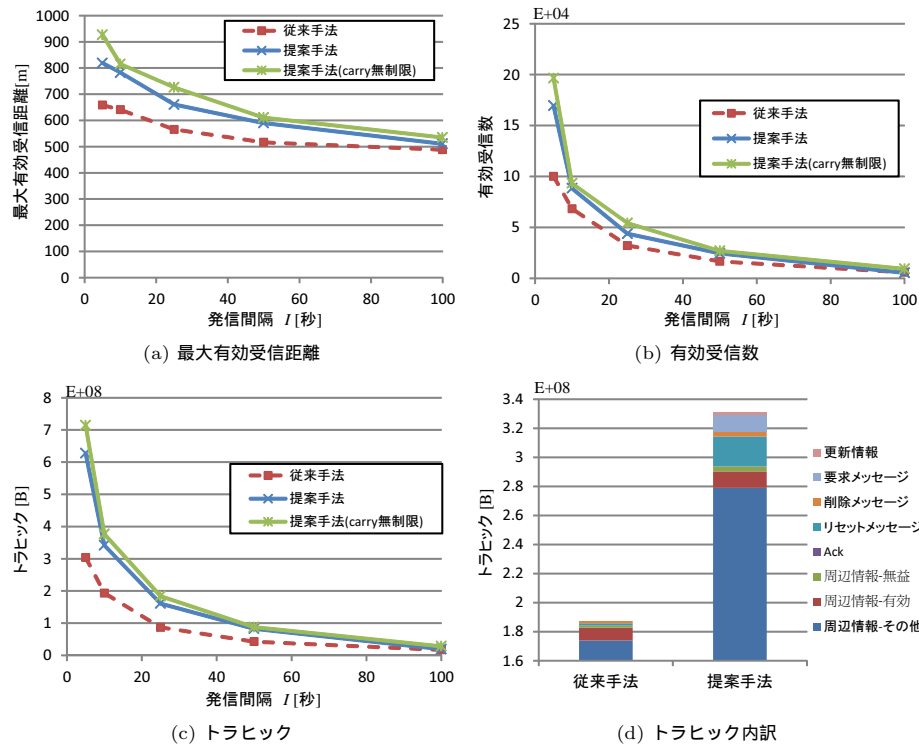 1000
900
800
700
600
500
400
300
200
100
0
最大有効受信距離[m]
従来手法
提案手法
提案手法(carry無制限)
0 20 40 60 80 100
発信間隔 I [秒]
(a) 最大有効受信距離
E+04
25
20
15
10
5
0
有効受信数
従来手法
提案手法
提案手法(carry無制限)
0 20 40 60 80 100
発信間隔 I [秒]
(b) 有効受信数
E+08
8
7
6
5
4
3
2
1
0
トラヒック [B]
従来手法
提案手法
提案手法(carry無制限)
0 20 40 60 80 100
発信間隔 I [秒]
(c) トラヒック
E+08
3.4
3.2
3
2.8
2.6
2.4
2.2
2
1.8
1.6
トラヒック [B]
従来手法 提案手法
更新情報
要求メッセージ
削除メッセージ
リセットメッセージ
Ack
周辺情報-無益
周辺情報-有効
周辺情報-その他
(d) トラヒック内訳